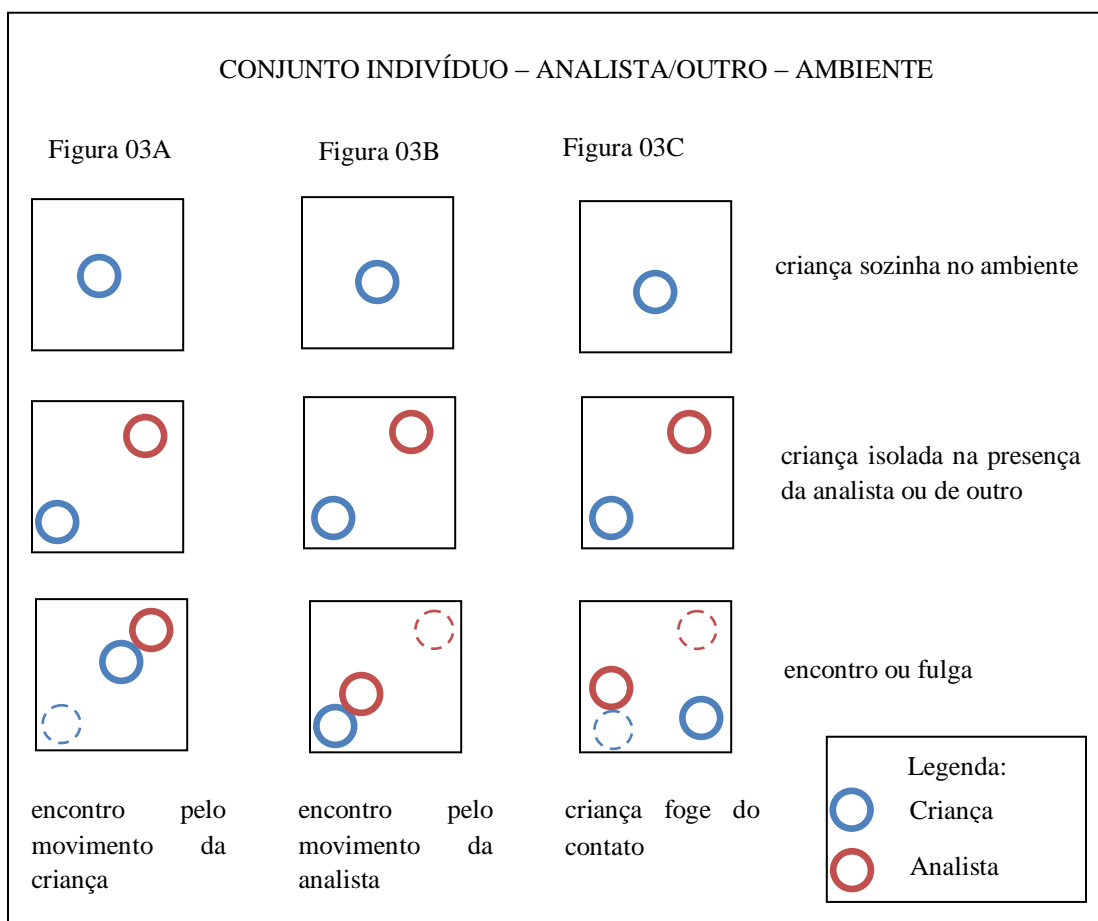 CONJUNTO INDIVÍDUO – ANALISTA/OUTRO – AMBIENTE
Figura 03A
Figura 03B
Figura 03C
criança sozinha no ambiente
criança isolada na presença
da analista ou de outro
encontro ou fulga
encontro pelo
movimento da
criança
encontro pelo
movimento da
analista
criança foge do
contato
Legenda:
Criança
Analista